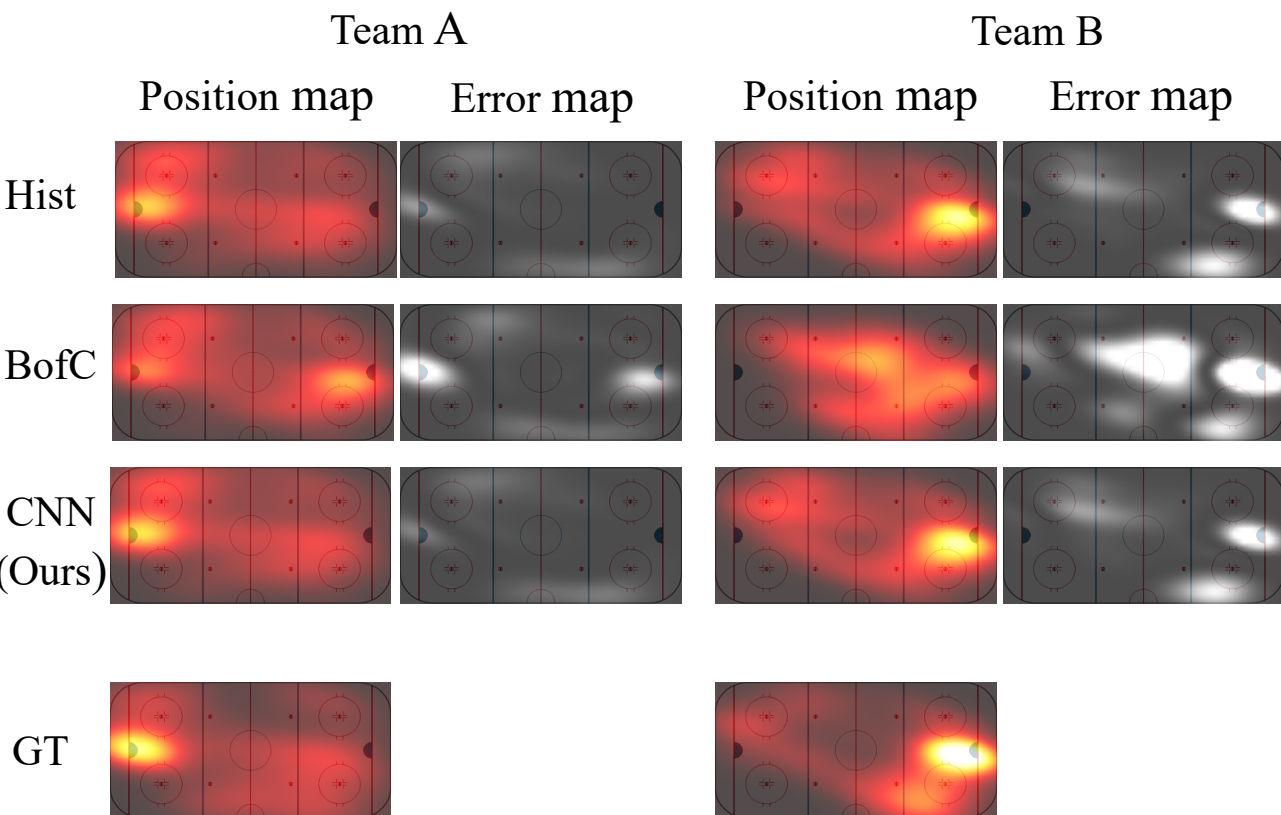 Team A
Team B
Position map
Error map
Position map
Error map
Hist
BofC
CNN
(Ours)
GT